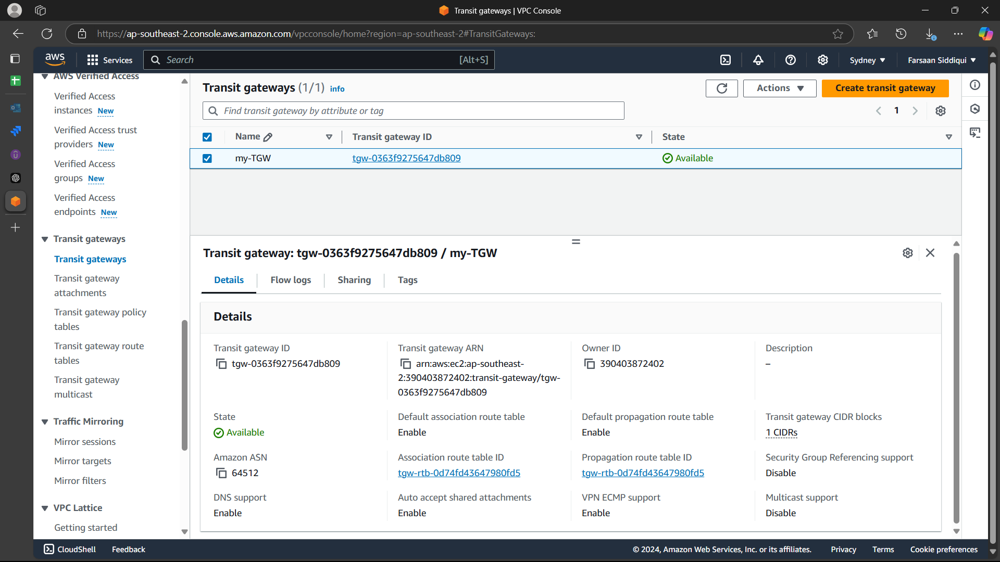 Transit gateways | VPC Console
https://ap-southeast-2.console.aws.amazon.com/vpcconsole/home?region=ap-southeast-2#TransitGateways:
aws
Services
Search
[Alt+S]
Sydney
Farsaan Siddiqui
AWS Verified Access
Verified Access
instances New
Verified Access trust
providers New
Verified Access
groups New
Verified Access
endpoints New
Transit gateways
Transit gateways
Transit gateway
attachments
Transit gateway policy
tables
Transit gateway route
tables
Transit gateway
multicast
Traffic Mirroring
Mirror sessions
Mirror targets
Mirror filters
VPC Lattice
Getting started
Transit gateways (1/1) info
Actions
Create transit gateway
Find transit gateway by attribute or tag
1
Name
Transit gateway ID
State
my-TGW
tgw-0363f9275647db809
Available
Transit gateway: tgw-0363f9275647db809 / my-TGW
Details
Flow logs
Sharing
Tags
Details
Transit gateway ID
tgw-0363f9275647db809
Transit gateway ARN
arn:aws:ec2:ap-southeast-
2:390403872402:transit-gateway/tgw-
0363f9275647db809
Owner ID
390403872402
Description
–
State
Available
Default association route table
Enable
Default propagation route table
Enable
Transit gateway CIDR blocks
1 CIDRs
Amazon ASN
64512
Association route table ID
tgw-rtb-0d74fd43647980fd5
Propagation route table ID
tgw-rtb-0d74fd43647980fd5
Security Group Referencing support
Disable
DNS support
Enable
Auto accept shared attachments
Enable
VPN ECMP support
Enable
Multicast support
Disable
CloudShell
Feedback
© 2024, Amazon Web Services, Inc. or its affiliates.
Privacy
Terms
Cookie preferences